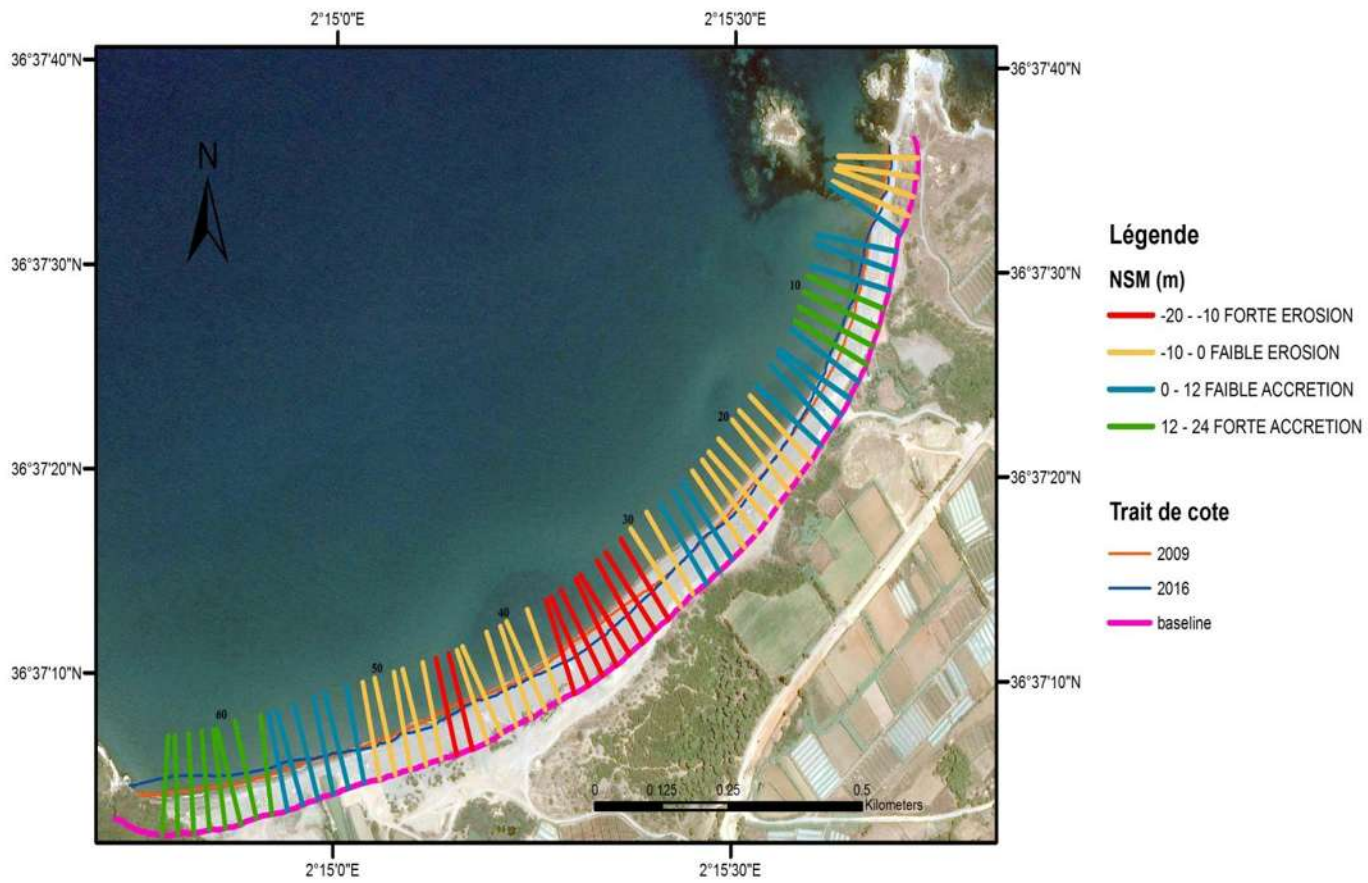 2°15'0"E
2°15'30"E
36°37'40"N
36°37'40"N
N
36°37'30"N
36°37'30"N
10
20
36°37'20"N
36°37'20"N
30
40
36°37'10"N
36°37'10"N
50
60
0 0.125 0.25 0.5
Kilometers
2°15'0"E
2°15'30"E
Légende
NSM (m)
-20 - -10 FORTE EROSION
-10 - 0 FAIBLE EROSION
0 - 12 FAIBLE ACCRETION
12 - 24 FORTE ACCRETION
Trait de cote
2009
2016
baseline